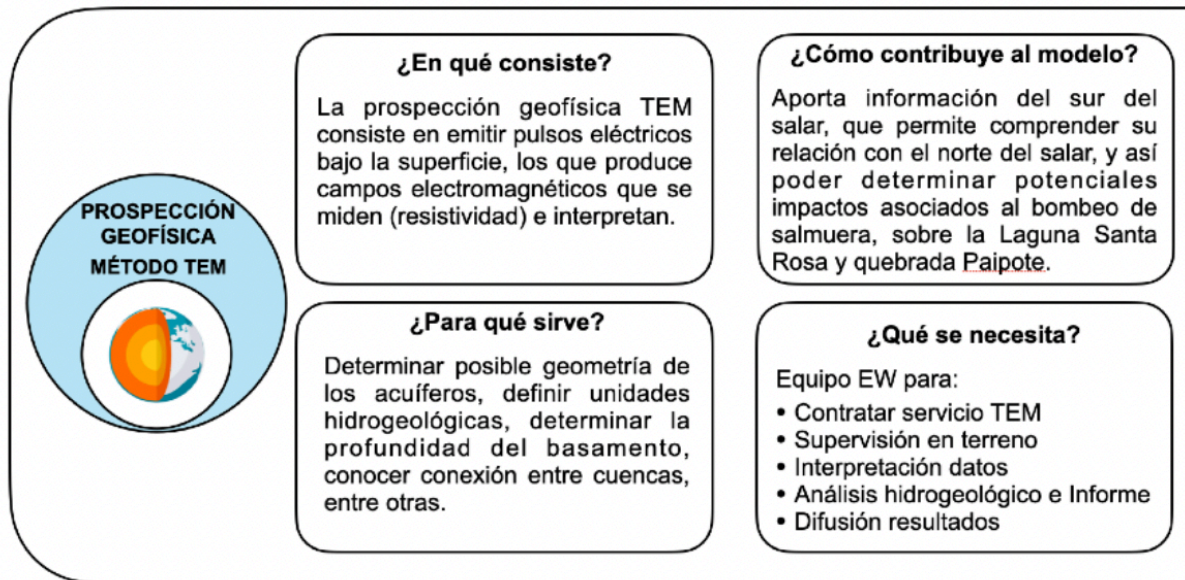 PROSPECCIÓN
GEOFÍSICA
MÉTODO TEM
¿En qué consiste?
La prospección geofísica TEM
consiste en emitir pulsos eléctricos
bajo la superficie, los que produce
campos electromagnéticos que se
miden (resistividad) e interpretan.
¿Cómo contribuye al modelo?
Aporta información del sur del
salar, que permite comprender su
relación con el norte del salar, y así
poder determinar potenciales
impactos asociados al bombeo de
salmuera, sobre la Laguna Santa
Rosa y quebrada Paipote.
¿Para qué sirve?
Determinar posible geometría de
los acuíferos, definir unidades
hidrogeológicas, determinar la
profundidad del basamento,
conocer conexión entre cuencas,
entre otras.
¿Qué se necesita?
Equipo EW para:
• Contratar servicio TEM
• Supervisión en terreno
• Interpretación datos
• Análisis hidrogeológico e Informe
• Difusión resultados